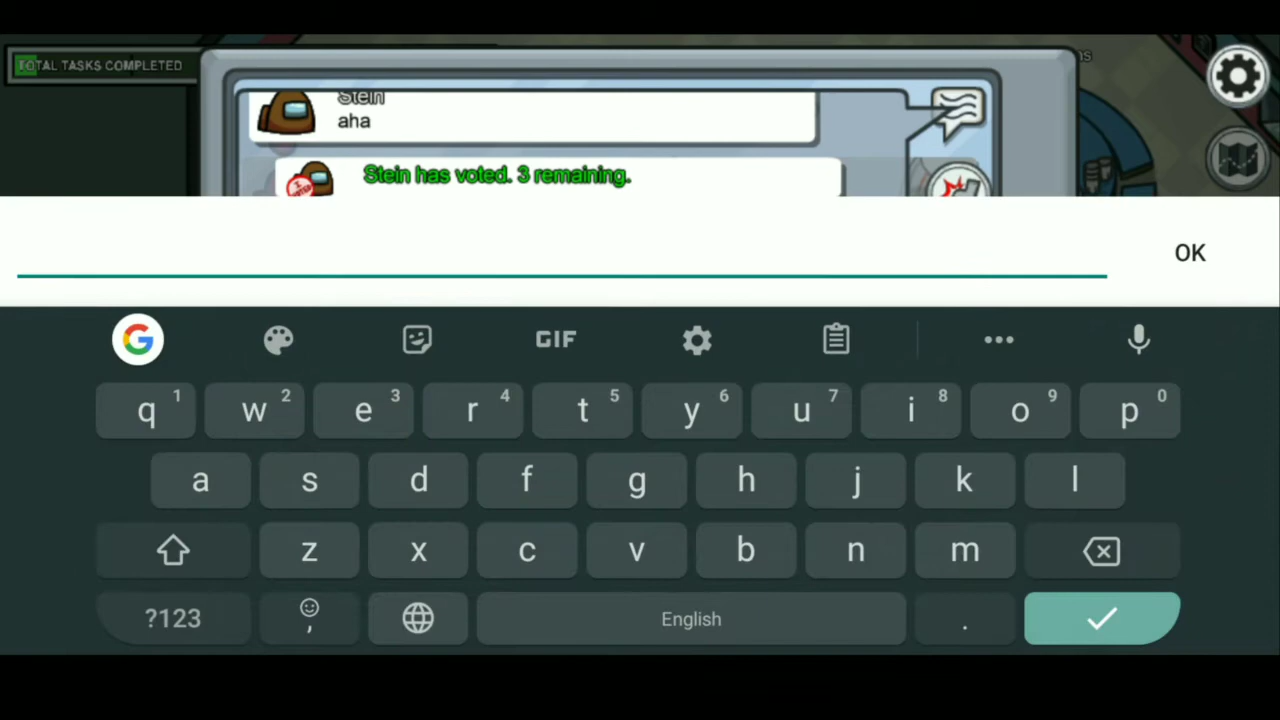 TOTAL TASKS COMPLETED
Stein
aha
Stein has voted. 3 remaining.
OK
GIF
q 1 w 2 e 3 r 4 t 5 y 6 u 7 i 8 o 9 p 0
a s d f g h j k l
z x c v b n m
?123 , English .